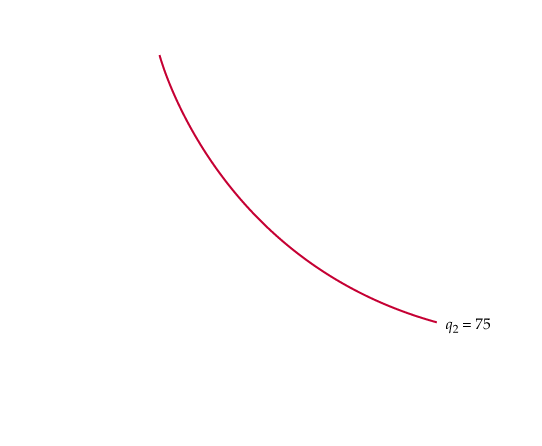 q₂ = 75